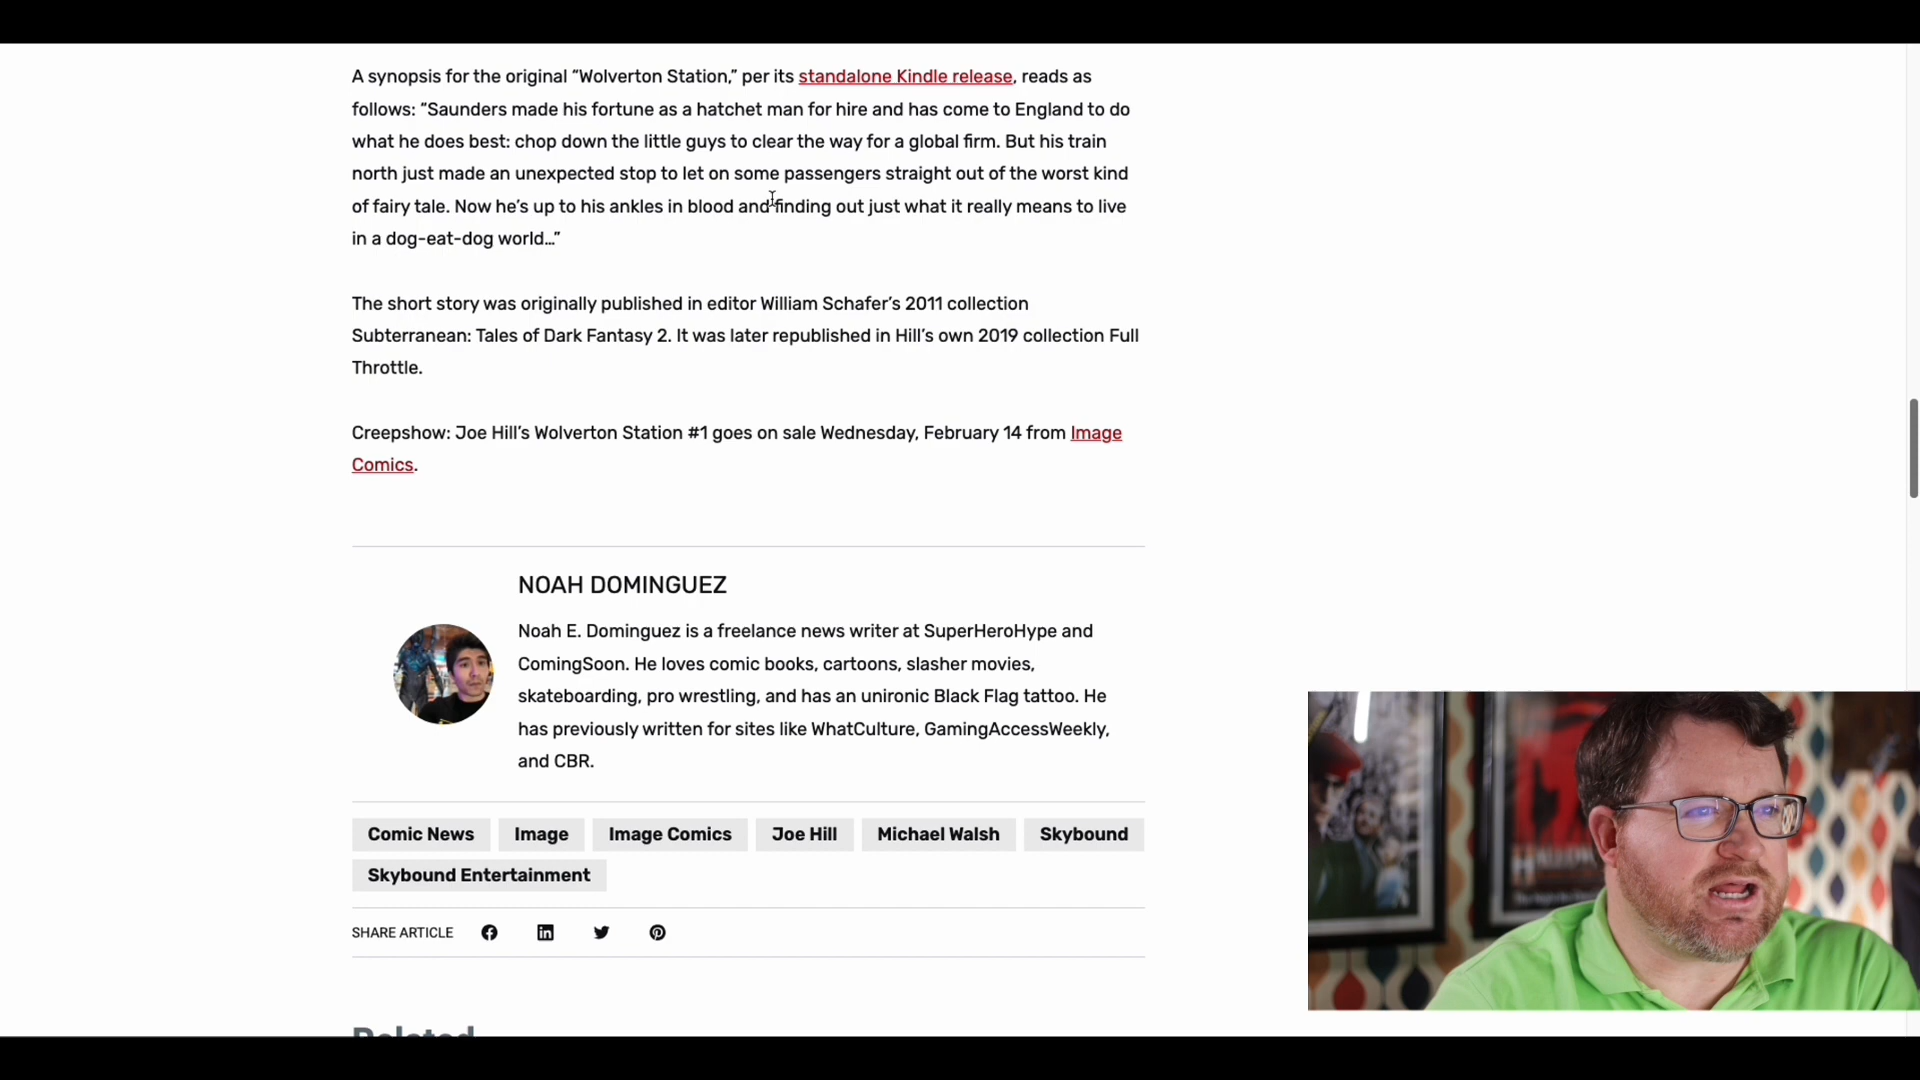 A synopsis for the original “Wolverton Station,” per its standalone Kindle release, reads as
follows: “Saunders made his fortune as a hatchet man for hire and has come to England to do
what he does best: chop down the little guys to clear the way for a global firm. But his train
north just made an unexpected stop to let on some passengers straight out of the worst kind
of fairy tale. Now he’s up to his ankles in blood and finding out just what it really means to live
in a dog-eat-dog world…”
The short story was originally published in editor William Schafer’s 2011 collection
Subterranean: Tales of Dark Fantasy 2. It was later republished in Hill’s own 2019 collection Full
Throttle.
Creepshow: Joe Hill’s Wolverton Station #1 goes on sale Wednesday, February 14 from Image
Comics.
NOAH DOMINGUEZ
Noah E. Dominguez is a freelance news writer at SuperHeroHype and
ComingSoon. He loves comic books, cartoons, slasher movies,
skateboarding, pro wrestling, and has an unironic Black Flag tattoo. He
has previously written for sites like WhatCulture, GamingAccessWeekly,
and CBR.
Comic News Image Image Comics Joe Hill Michael Walsh Skybound
Skybound Entertainment
SHARE ARTICLE
Related